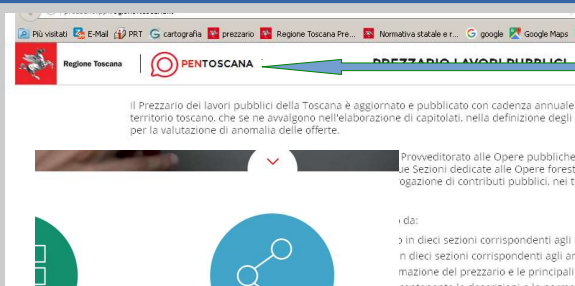 Più visitati E-Mail PRT cartografia prezzario Regione Toscana Pre... Normativa statale e r... google Google Maps
Regione Toscana PENTOSCANA PREZZARIO LAVORI PUBBLICI
Il Prezzario dei lavori pubblici della Toscana è aggiornato e pubblicato con cadenza annuale
territorio toscano, che se ne avvalgono nell'elaborazione di capitolati, nella definizione degli
per la valutazione di anomalia delle offerte.
Provveditorato alle Opere pubbliche
ue Sezioni dedicate alle Opere forest
ogazione di contributi pubblici, nei t
da:
o in dieci sezioni corrispondenti agli
n dieci sezioni corrispondenti agli ar
mazione del prezzario e le principali